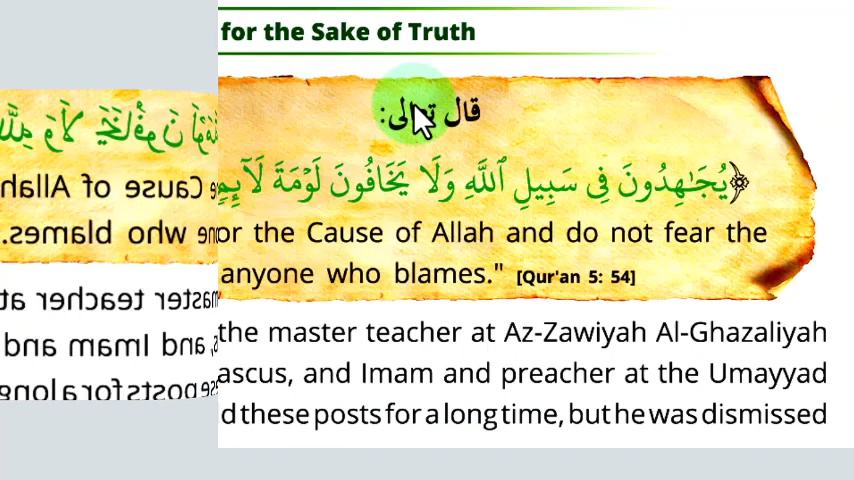 for the Sake of Truth
قال تعالى:
﴿يُجَـٰهِدُونَ فِى سَبِيلِ ٱللَّهِ وَلَا يَخَافُونَ لَوْمَةَ لَآئِمٍ
or the Cause of Allah and do not fear the
anyone who blames." [Qur'an 5: 54]
the master teacher at Az-Zawiyah Al-Ghazaliyah
ascus, and Imam and preacher at the Umayyad
d these posts for a long time, but he was dismissed